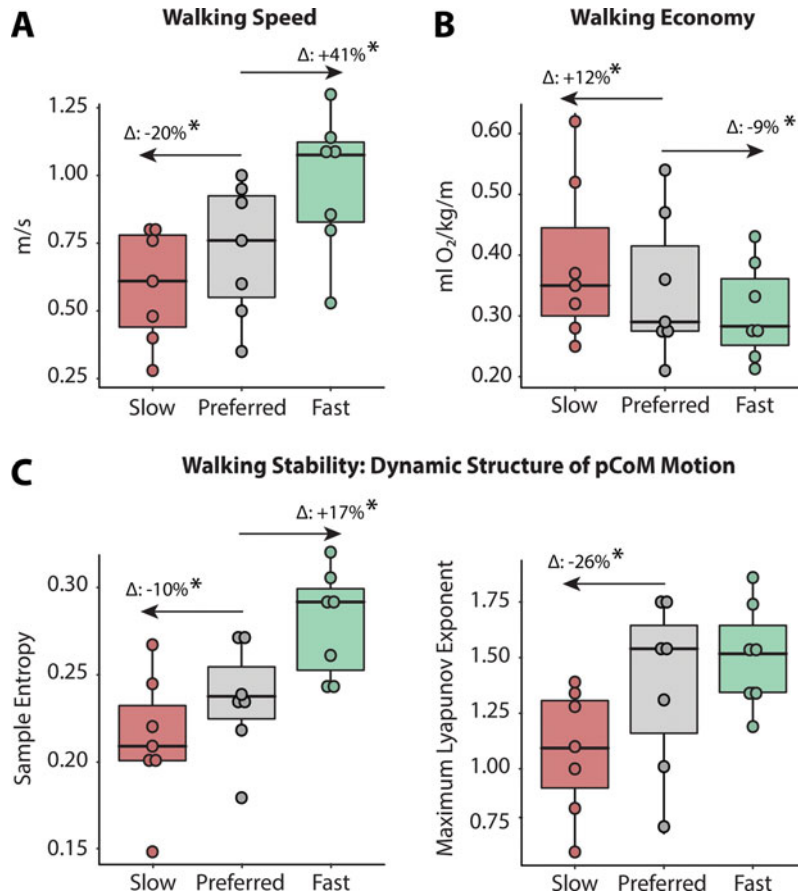 A
Walking Speed
Δ: +41% *
Δ: -20% *
m/s
1.25
1.00
0.75
0.50
0.25
Slow Preferred Fast
B
Walking Economy
Δ: +12% *
Δ: -9% *
ml O₂/kg/m
0.60
0.50
0.40
0.30
0.20
Slow Preferred Fast
C
Walking Stability: Dynamic Structure of pCoM Motion
Δ: +17% *
Δ: -10% *
Sample Entropy
0.30
0.25
0.20
0.15
Slow Preferred Fast
Δ: -26% *
Maximum Lyapunov Exponent
1.75
1.50
1.25
1.00
0.75
Slow Preferred Fast